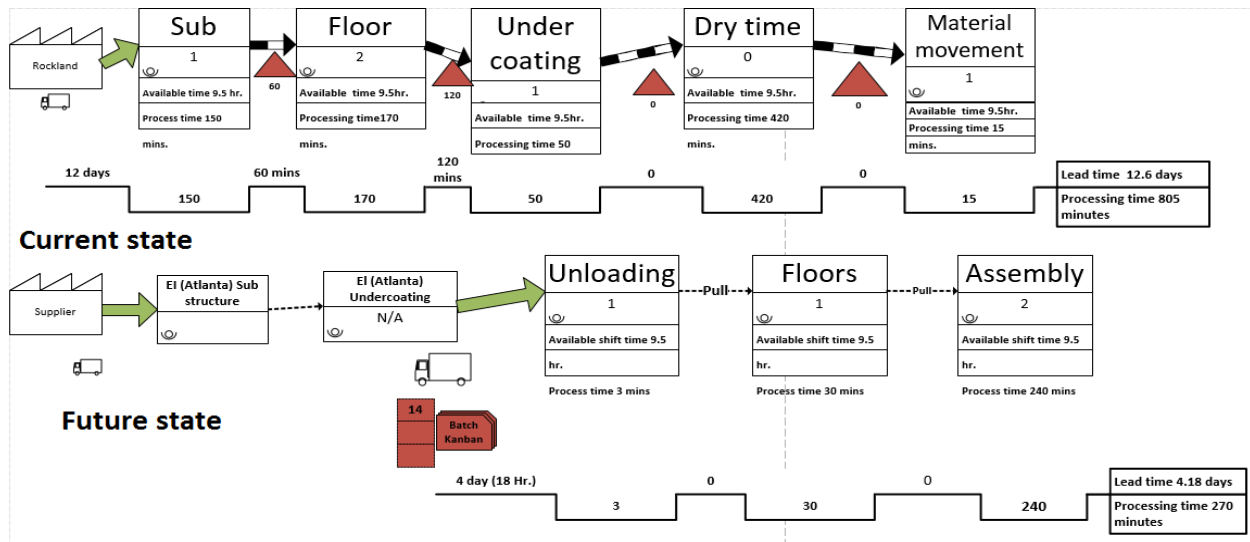 Sub
Floor
Under
coating
Dry time
Material
movement
Rockland
1
2
1
0
1
Available time 9.5 hr.
Process time 150
mins.
60
Available time 9.5hr.
Processing time170
mins.
120
Available time 9.5hr.
Processing time 50
0
Available time 9.5hr.
Processing time 420
mins.
0
Available time 9.5hr.
Processing time 15
mins.
12 days
150
60 mins
170
120
mins
50
0
420
0
15
Lead time 12.6 days
Processing time 805
minutes
Current state
Supplier
EI (Atlanta) Sub
structure
EI (Atlanta)
Undercoating
N/A
Unloading
1
Available shift time 9.5
hr.
Process time 3 mins
Pull
Floors
1
Available shift time 9.5
hr.
Process time 30 mins
Pull
Assembly
2
Available shift time 9.5
hr.
Process time 240 mins
Future state
14
Batch
Kanban
4 day (18 Hr.)
3
0
30
0
240
Lead time 4.18 days
Processing time 270
minutes